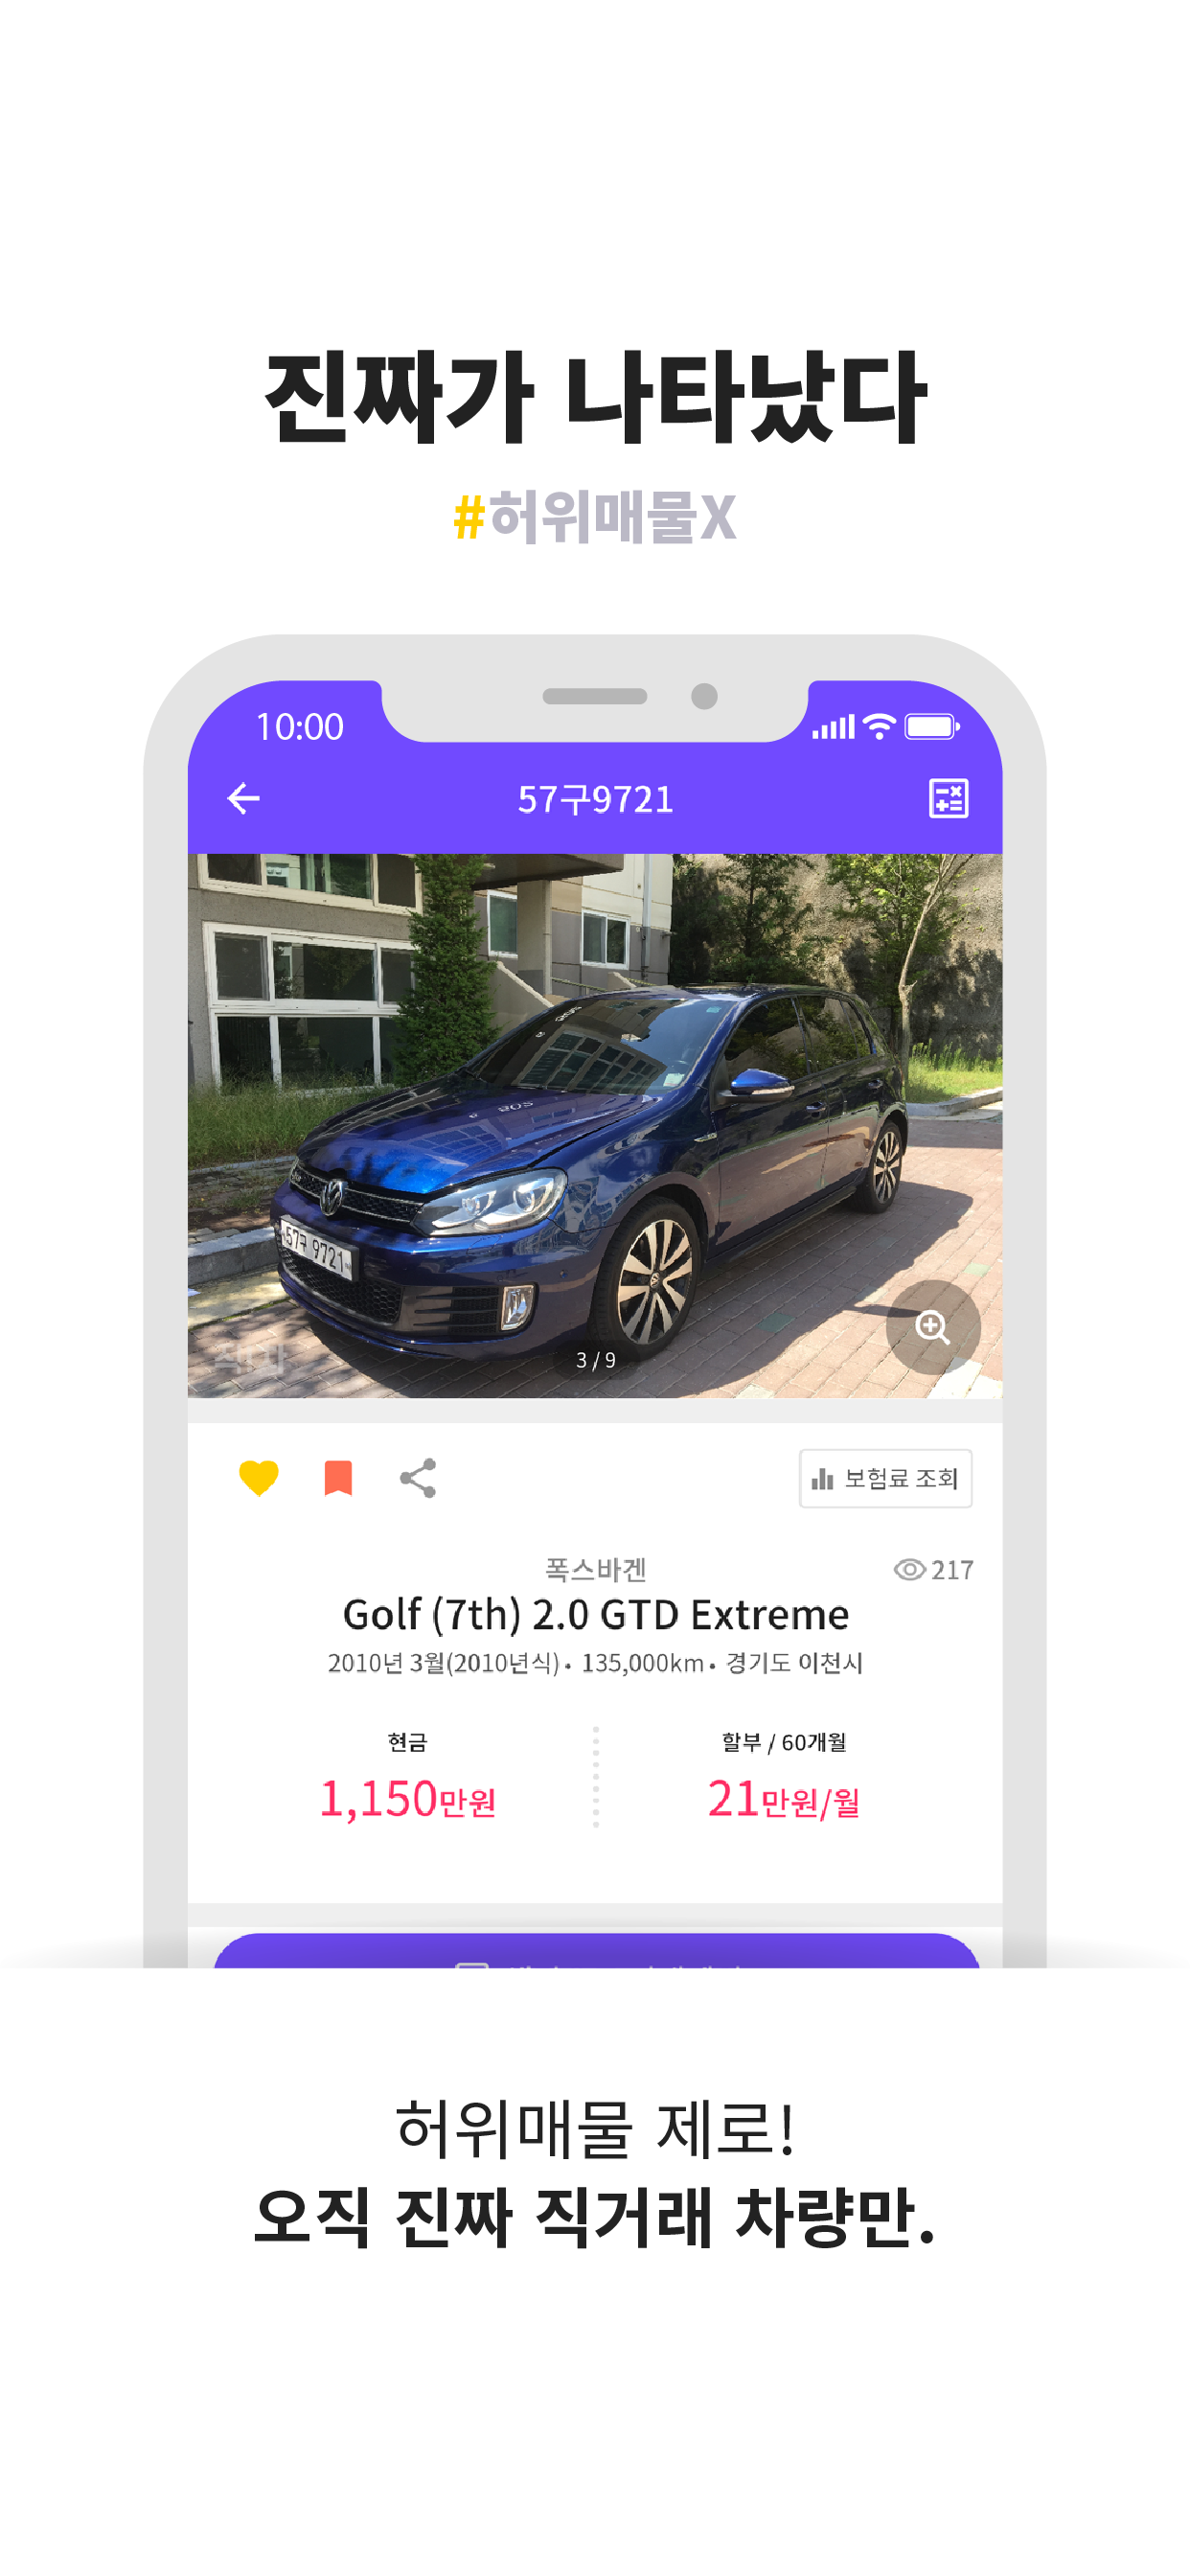 진짜가 나타났다
#허위매물X
10:00
57구9721
57구 9721
3 / 9
보험료 조회
폭스바겐
217
Golf (7th) 2.0 GTD Extreme
2010년 3월(2010년식) • 135,000km • 경기도 이천시
현금
할부 / 60개월
1,150만원
21만원/월
허위매물 제로!
오직 진짜 직거래 차량만.